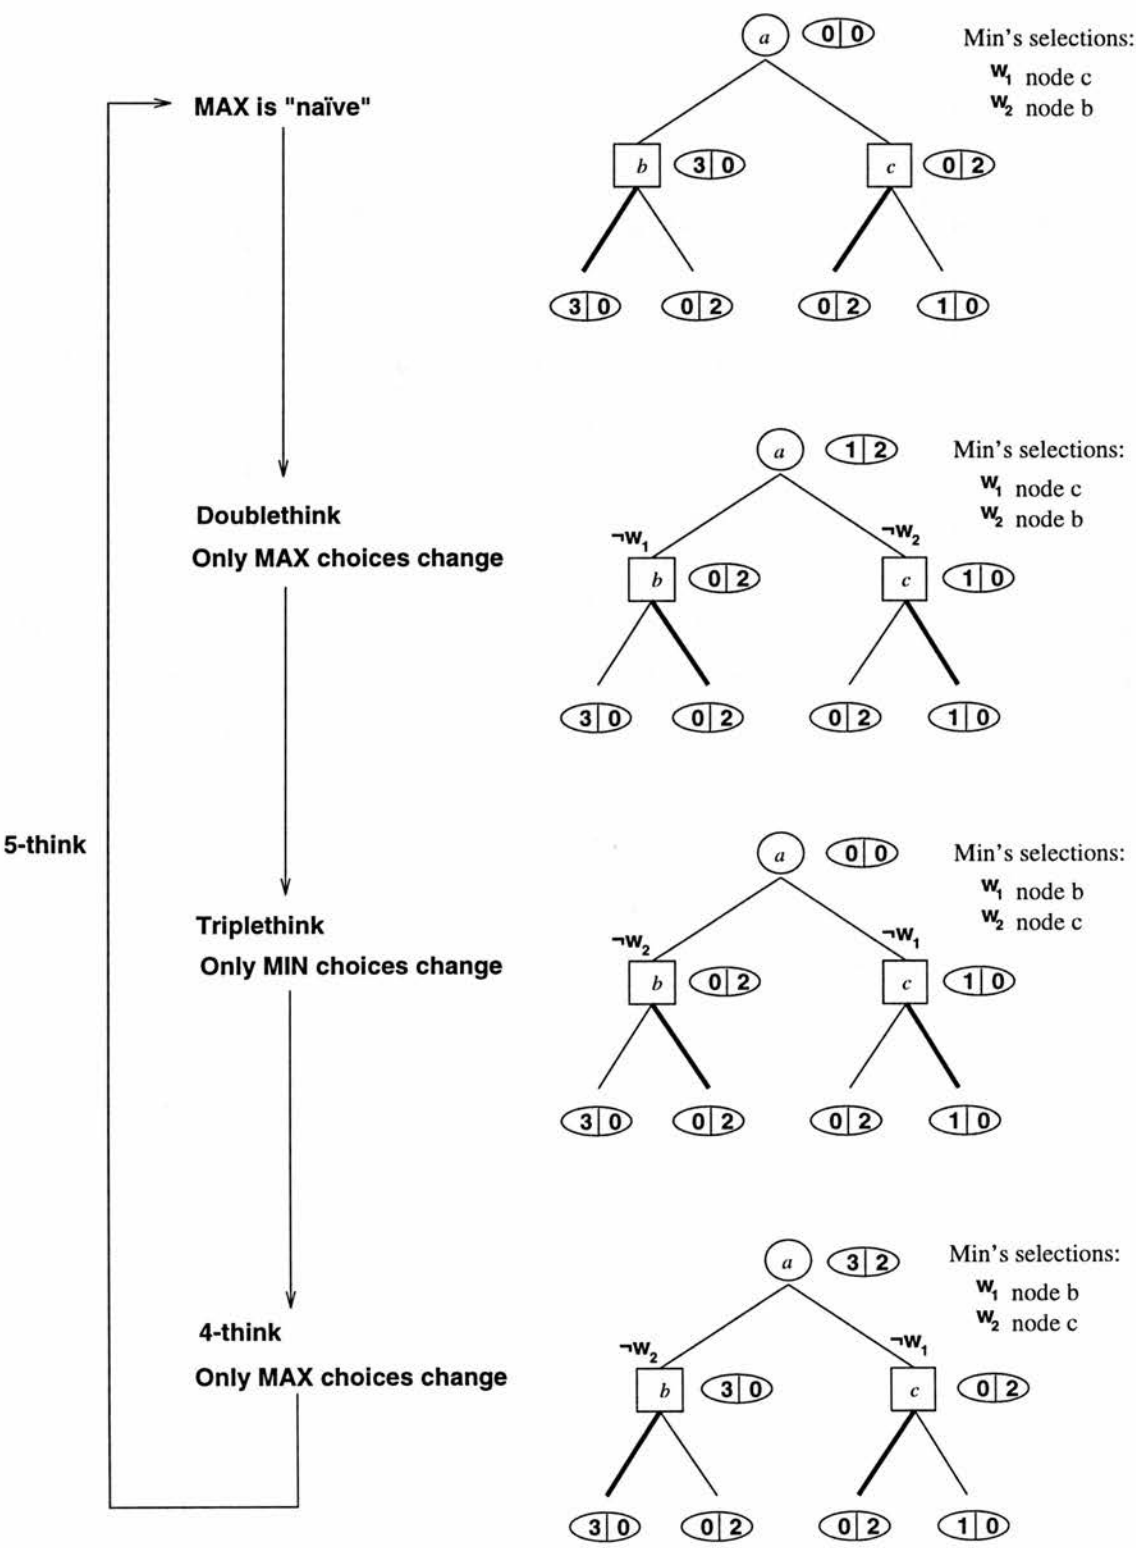 a 0 0 Min's selections:
w1 node c
w2 node b
MAX is "naïve"
b 3 0 c 0 2
3 0 0 2 0 2 1 0
a 1 2 Min's selections:
w1 node c
w2 node b
Doublethink
¬w1 ¬w2
Only MAX choices change
b 0 2 c 1 0
3 0 0 2 0 2 1 0
5-think
a 0 0 Min's selections:
w1 node b
w2 node c
Triplethink
¬w2 ¬w1
Only MIN choices change
b 0 2 c 1 0
3 0 0 2 0 2 1 0
a 3 2 Min's selections:
w1 node b
w2 node c
4-think
¬w2 ¬w1
Only MAX choices change
b 3 0 c 0 2
3 0 0 2 0 2 1 0